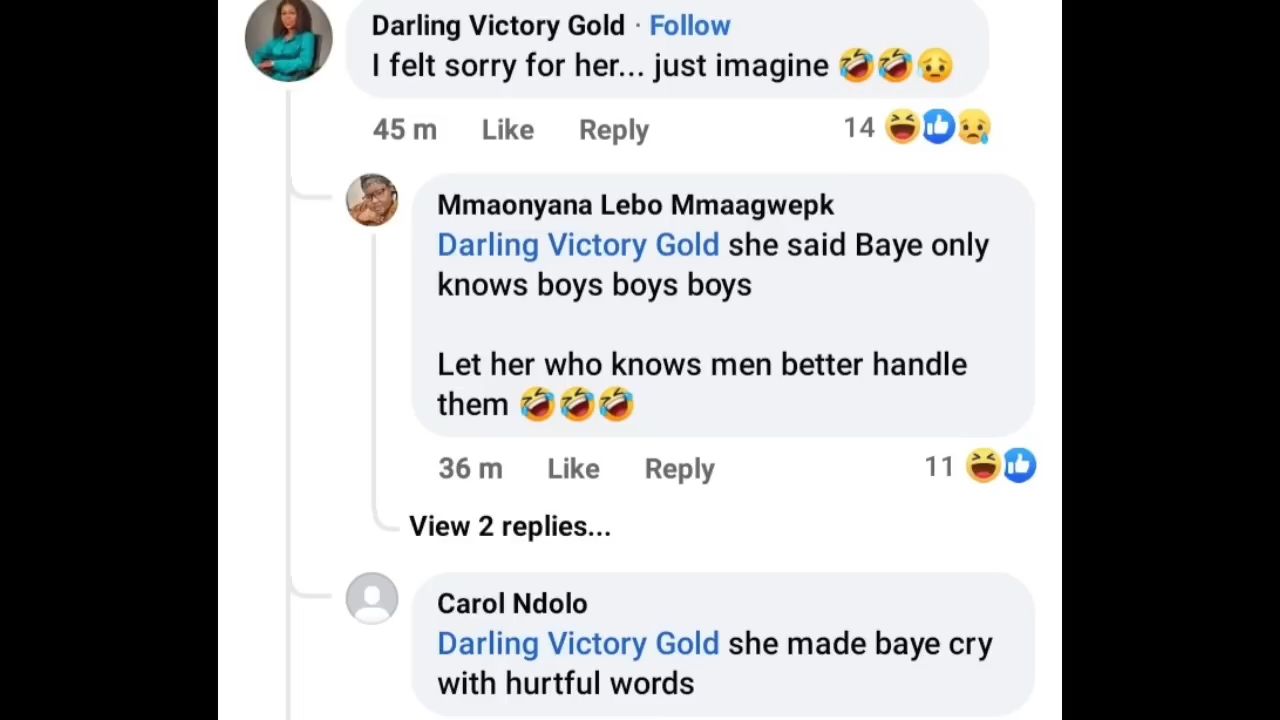 Darling Victory Gold · Follow
I felt sorry for her... just imagine 🤣🤣😥
45 m Like Reply 14
Mmaonyana Lebo Mmaagwepk
Darling Victory Gold she said Baye only
knows boys boys boys
Let her who knows men better handle
them 🤣🤣🤣
36 m Like Reply 11
View 2 replies...
Carol Ndolo
Darling Victory Gold she made baye cry
with hurtful words